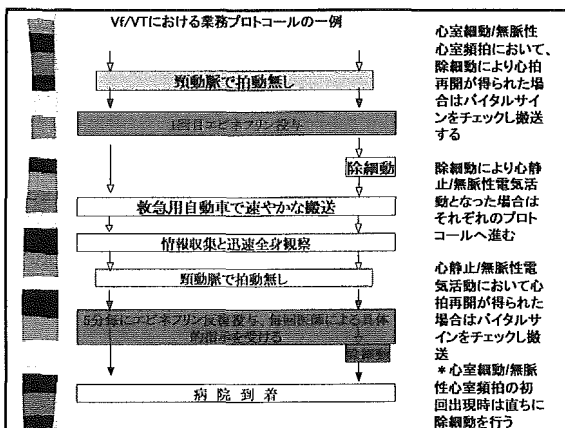 Vf/VTにおける業務プロトコールの一例
頸動脈で拍動無し
1回目エピネフリン投与
除細動
救急用自動車で速やかな搬送
情報収集と迅速全身観察
頸動脈で拍動無し
5分毎にエピネフリン反復投与、毎回医師による具体
的指示を受ける
除細動
病院到着
心室細動/無脈性
心室頻拍において、
除細動により心拍
再開が得られた場
合はバイタルサイ
ンをチェックし搬送
する
除細動により心静
止/無脈性電気活
動となった場合は
それぞれのプロト
コールへ進む
心静止/無脈性電
気活動において心
拍再開が得られた
場合はバイタルサ
インをチェックし搬
送
＊心室細動/無脈
性心室頻拍の初
回出現時は直ちに
除細動を行う